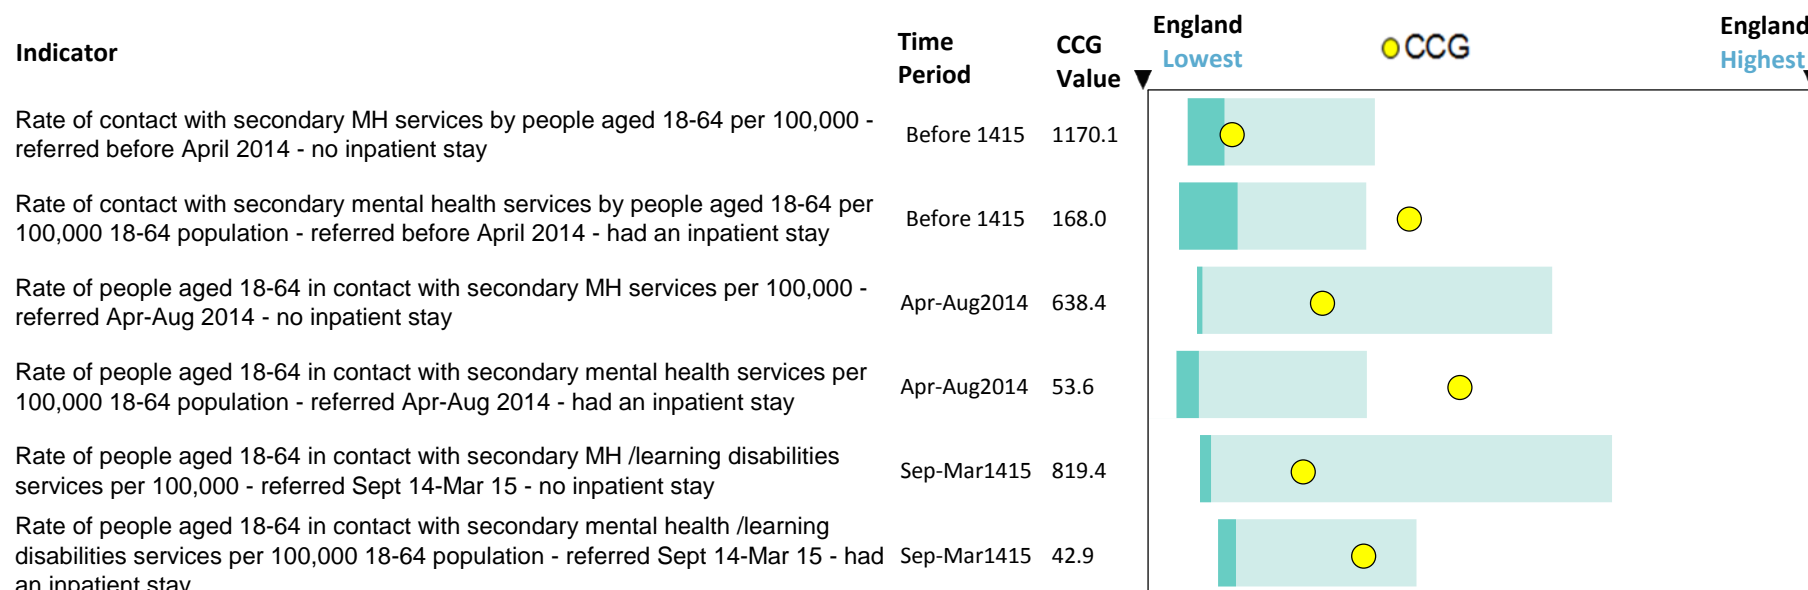 Indicator
Time Period
CCG Value
England Lowest
CCG
England Highest
Rate of contact with secondary MH services by people aged 18-64 per 100,000 -
referred before April 2014 - no inpatient stay
Before 1415
1170.1
Rate of contact with secondary mental health services by people aged 18-64 per
100,000 18-64 population - referred before April 2014 - had an inpatient stay
Before 1415
168.0
Rate of people aged 18-64 in contact with secondary MH services per 100,000 -
referred Apr-Aug 2014 - no inpatient stay
Apr-Aug2014
638.4
Rate of people aged 18-64 in contact with secondary mental health services per
100,000 18-64 population - referred Apr-Aug 2014 - had an inpatient stay
Apr-Aug2014
53.6
Rate of people aged 18-64 in contact with secondary MH /learning disabilities
services per 100,000 - referred Sept 14-Mar 15 - no inpatient stay
Sep-Mar1415
819.4
Rate of people aged 18-64 in contact with secondary mental health /learning
disabilities services per 100,000 18-64 population - referred Sept 14-Mar 15 - had
an inpatient stay
Sep-Mar1415
42.9